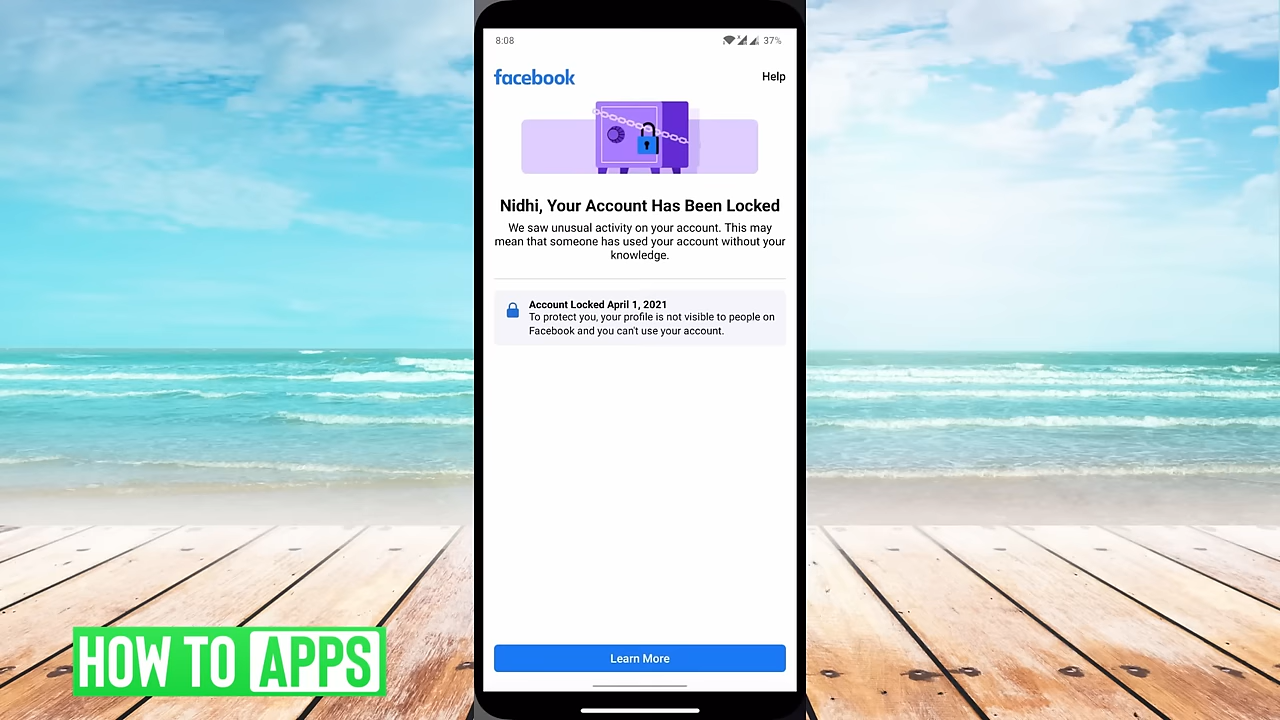 8:08
37%
facebook
Help
Nidhi, Your Account Has Been Locked
We saw unusual activity on your account. This may
mean that someone has used your account without your
knowledge.
Account Locked April 1, 2021
To protect you, your profile is not visible to people on
Facebook and you can't use your account.
Learn More
HOW TO APPS